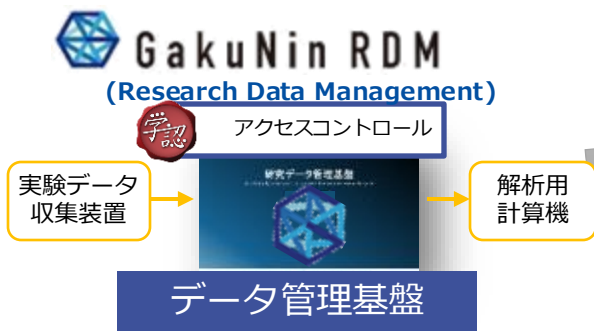 GakuNin RDM
(Research Data Management)
学認
アクセスコントロール
実験データ
収集装置
研究データ管理基盤
解析用
計算機
データ管理基盤